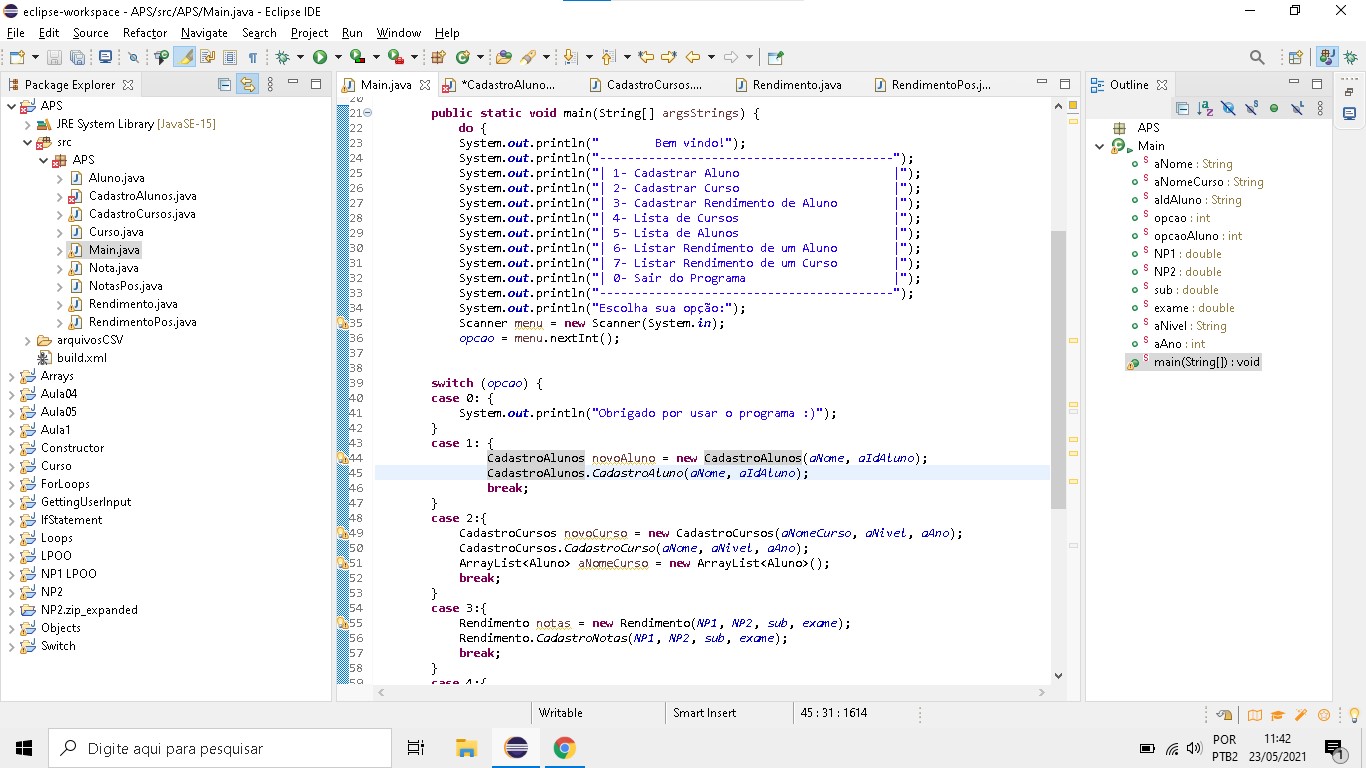 eclipse-workspace - APS/src/APS/Main.java - Eclipse IDE
File Edit Source Refactor Navigate Search Project Run Window Help
Package Explorer
APS
JRE System Library [JavaSE-15]
src
APS
Aluno.java
CadastroAlunos.java
CadastroCursos.java
Curso.java
Main.java
Nota.java
NotasPos.java
Rendimento.java
RendimentoPos.java
arquivosCSV
build.xml
Arrays
Aula04
Aula05
Aula1
Constructor
Curso
ForLoops
GettingUserInput
IfStatement
Loops
LPOO
NP1 LPOO
NP2
NP2.zip_expanded
Objects
Switch
Main.java *CadastroAluno... CadastroCursos.... Rendimento.java RendimentoPos.j...
20
21 public static void main(String[] argsStrings) {
22 do {
23 System.out.println("        Bem vindo!");
24 System.out.println("------------------------------------------");
25 System.out.println("| 1- Cadastrar Aluno                      |");
26 System.out.println("| 2- Cadastrar Curso                      |");
27 System.out.println("| 3- Cadastrar Rendimento de Aluno        |");
28 System.out.println("| 4- Lista de Cursos                      |");
29 System.out.println("| 5- Lista de Alunos                      |");
30 System.out.println("| 6- Listar Rendimento de um Aluno        |");
31 System.out.println("| 7- Listar Rendimento de um Curso        |");
32 System.out.println("| 0- Sair do Programa                     |");
33 System.out.println("------------------------------------------");
34 System.out.println("Escolha sua opção:");
35 Scanner menu = new Scanner(System.in);
36 opcao = menu.nextInt();
37
38
39 switch (opcao) {
40 case 0: {
41 System.out.println("Obrigado por usar o programa :)");
42 }
43 case 1: {
44 CadastroAlunos novoAluno = new CadastroAlunos(aNome, aIdAluno);
45 CadastroAlunos.CadastroAluno(aNome, aIdAluno);
46 break;
47 }
48 case 2:{
49 CadastroCursos novoCurso = new CadastroCursos(aNomeCurso, aNivel, aAno);
50 CadastroCursos.CadastroCurso(aNome, aNivel, aAno);
51 ArrayList<Aluno> aNomeCurso = new ArrayList<Aluno>();
52 break;
53 }
54 case 3:{
55 Rendimento notas = new Rendimento(NP1, NP2, sub, exame);
56 Rendimento.CadastroNotas(NP1, NP2, sub, exame);
57 break;
58 }
59 case 4:{
Outline
APS
Main
aNome : String
aNomeCurso : String
aIdAluno : String
opcao : int
opcaoAluno : int
NP1 : double
NP2 : double
sub : double
exame : double
aNivel : String
aAno : int
main(String[]) : void
Writable Smart Insert 45 : 31 : 1614
Digite aqui para pesquisar
POR
PTB2
11:42
23/05/2021
1